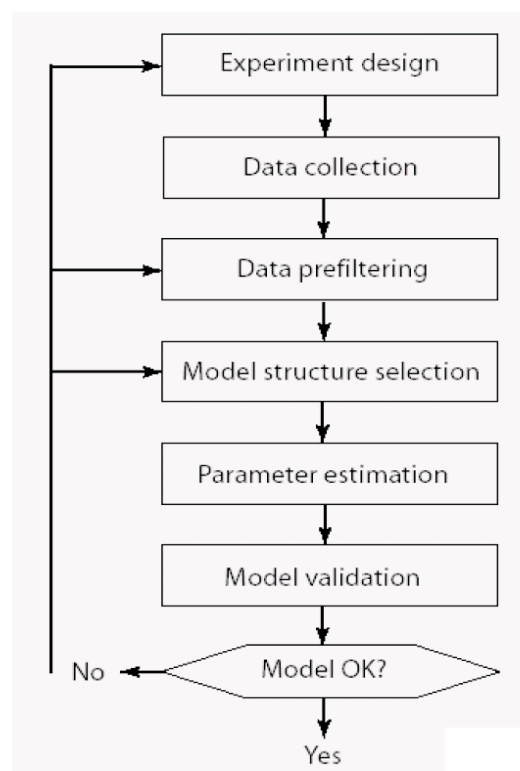 Experiment design
Data collection
Data prefiltering
Model structure selection
Parameter estimation
Model validation
Model OK?
No
Yes